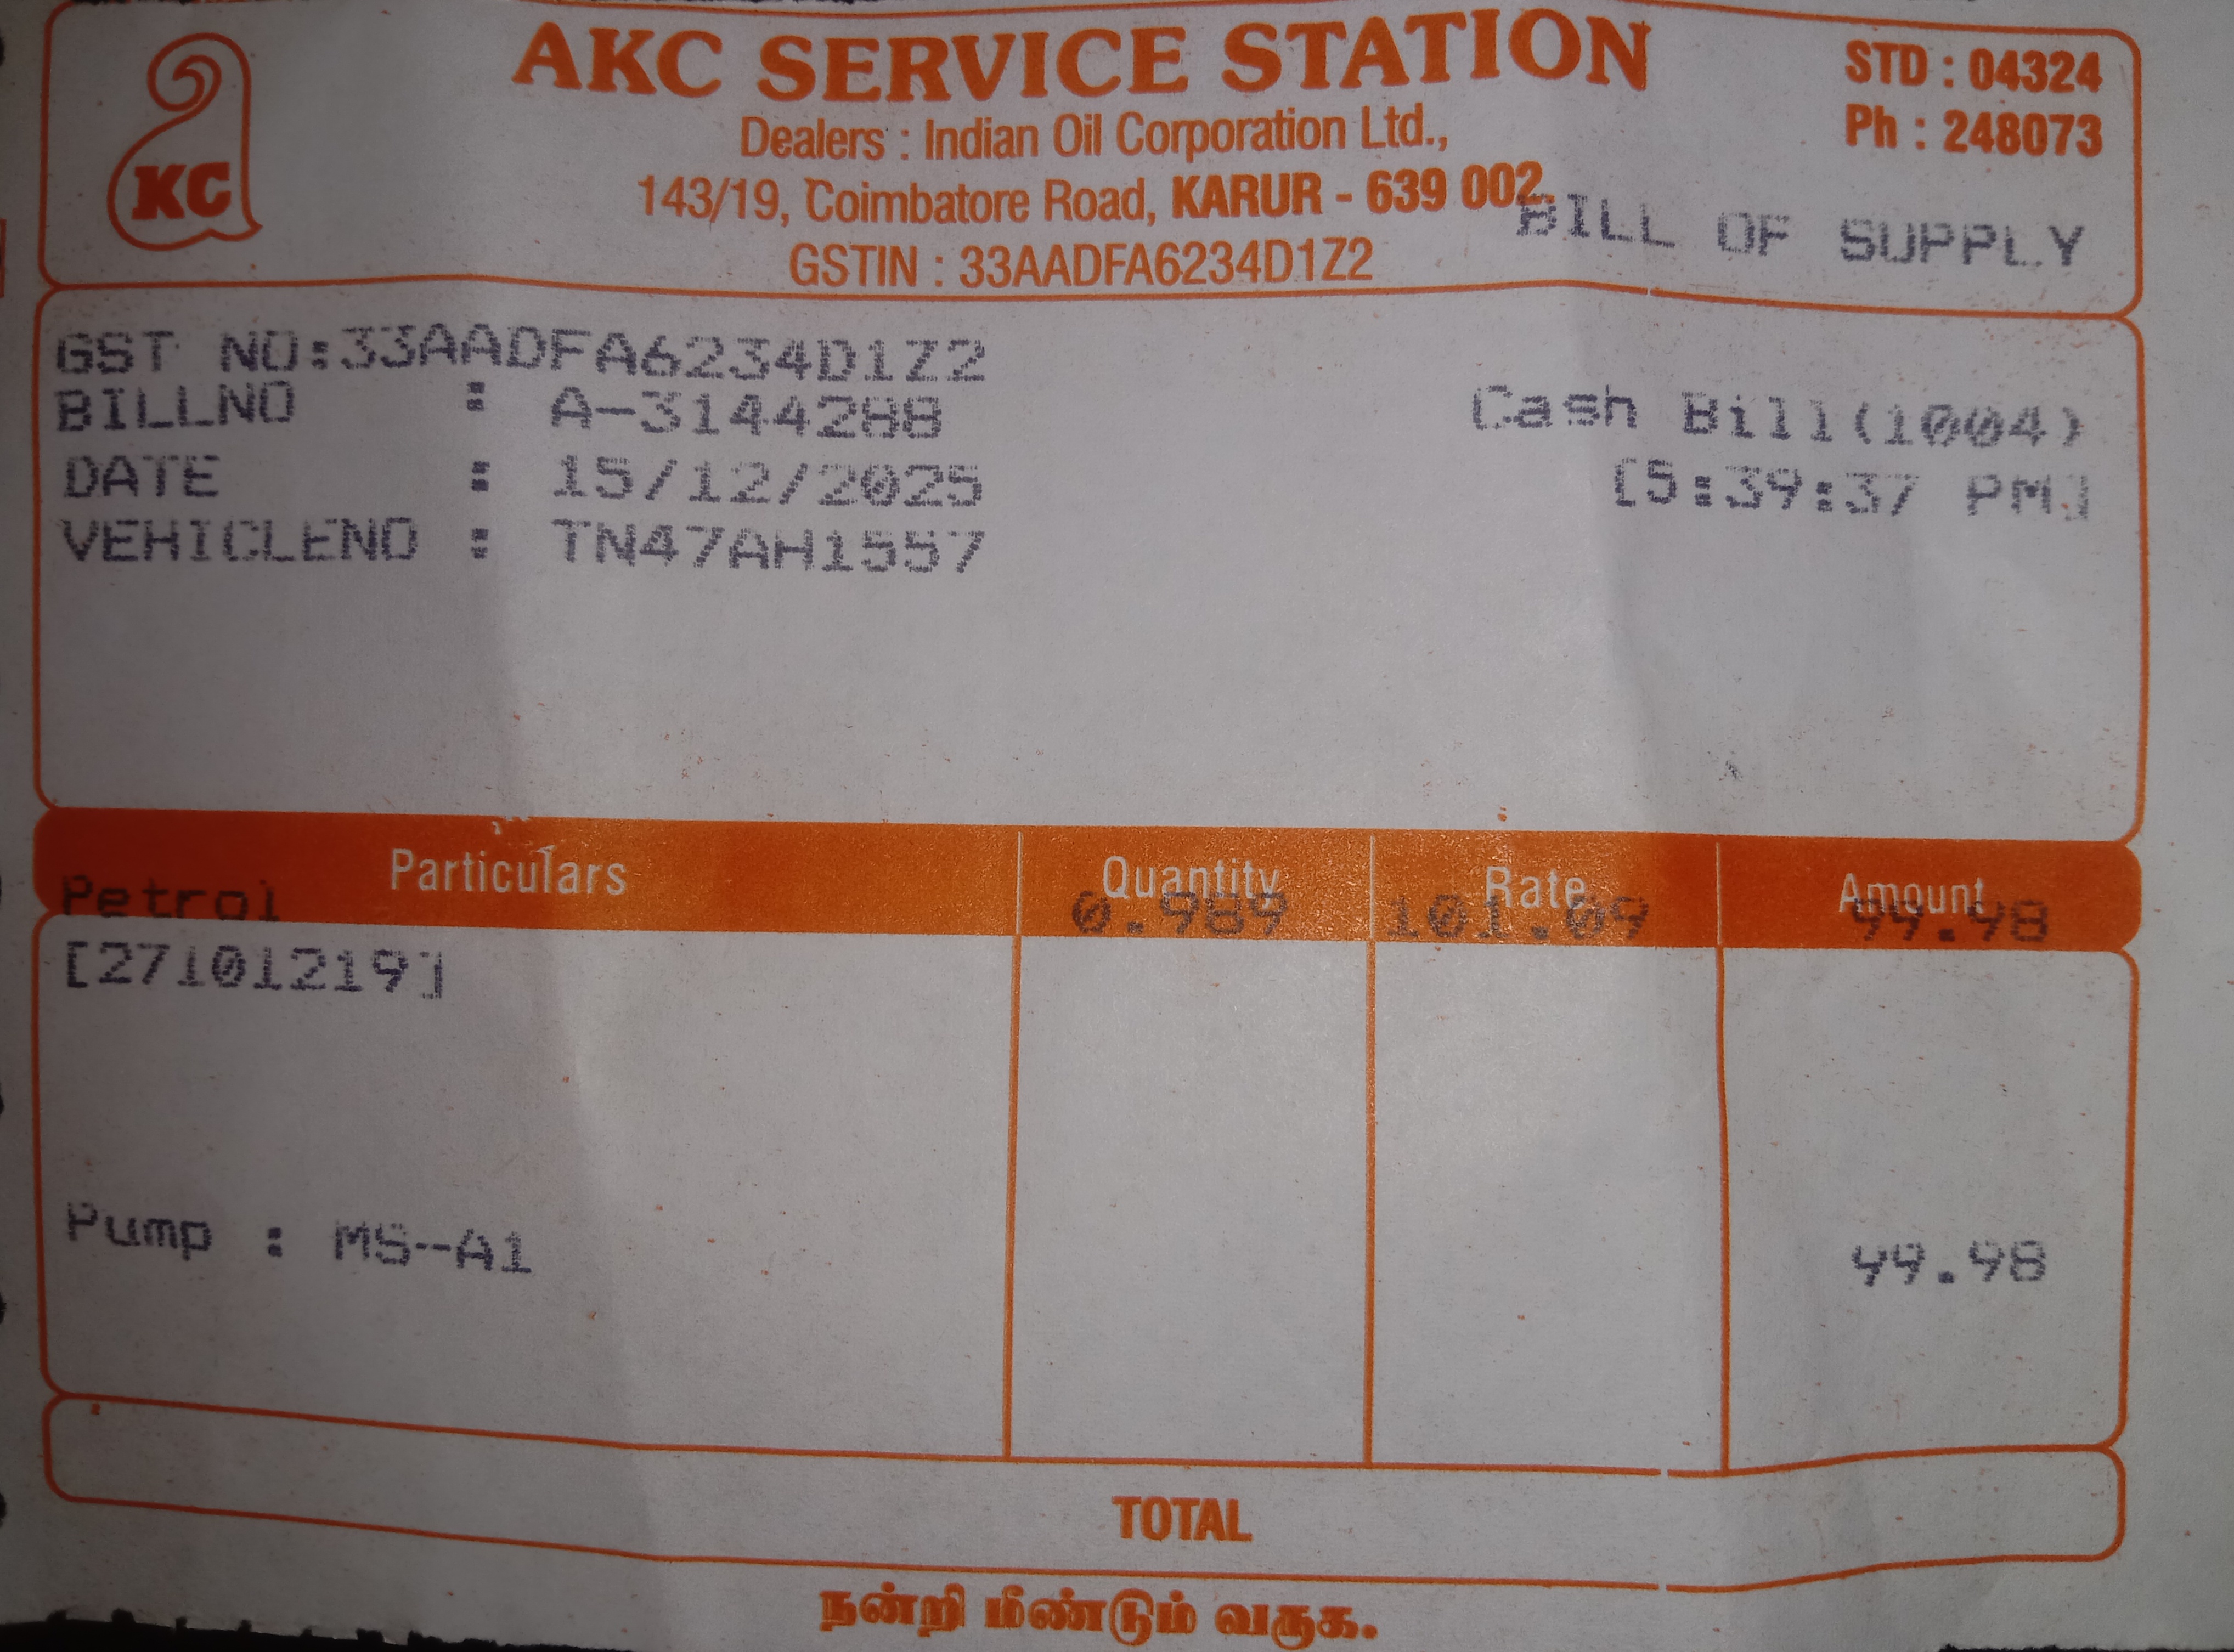 KC
AKC SERVICE STATION
Dealers : Indian Oil Corporation Ltd.,
143/19, Coimbatore Road, KARUR - 639 002.
GSTIN : 33AADFA6234D1Z2
STD : 04324
Ph : 248073
BILL OF SUPPLY
GST NO:33AADFA6234D1Z2
BILLNO : A-3144288 Cash Bill(1004)
DATE : 15/12/2025 [5:39:37 PM]
VEHICLENO : TN47AH1557
Particulars Quantity Rate Amount
Petrol 0.989 101.09 99.98
[27101219]
Pump : MS-A1 99.98
TOTAL
நன்றி மீண்டும் வருக.